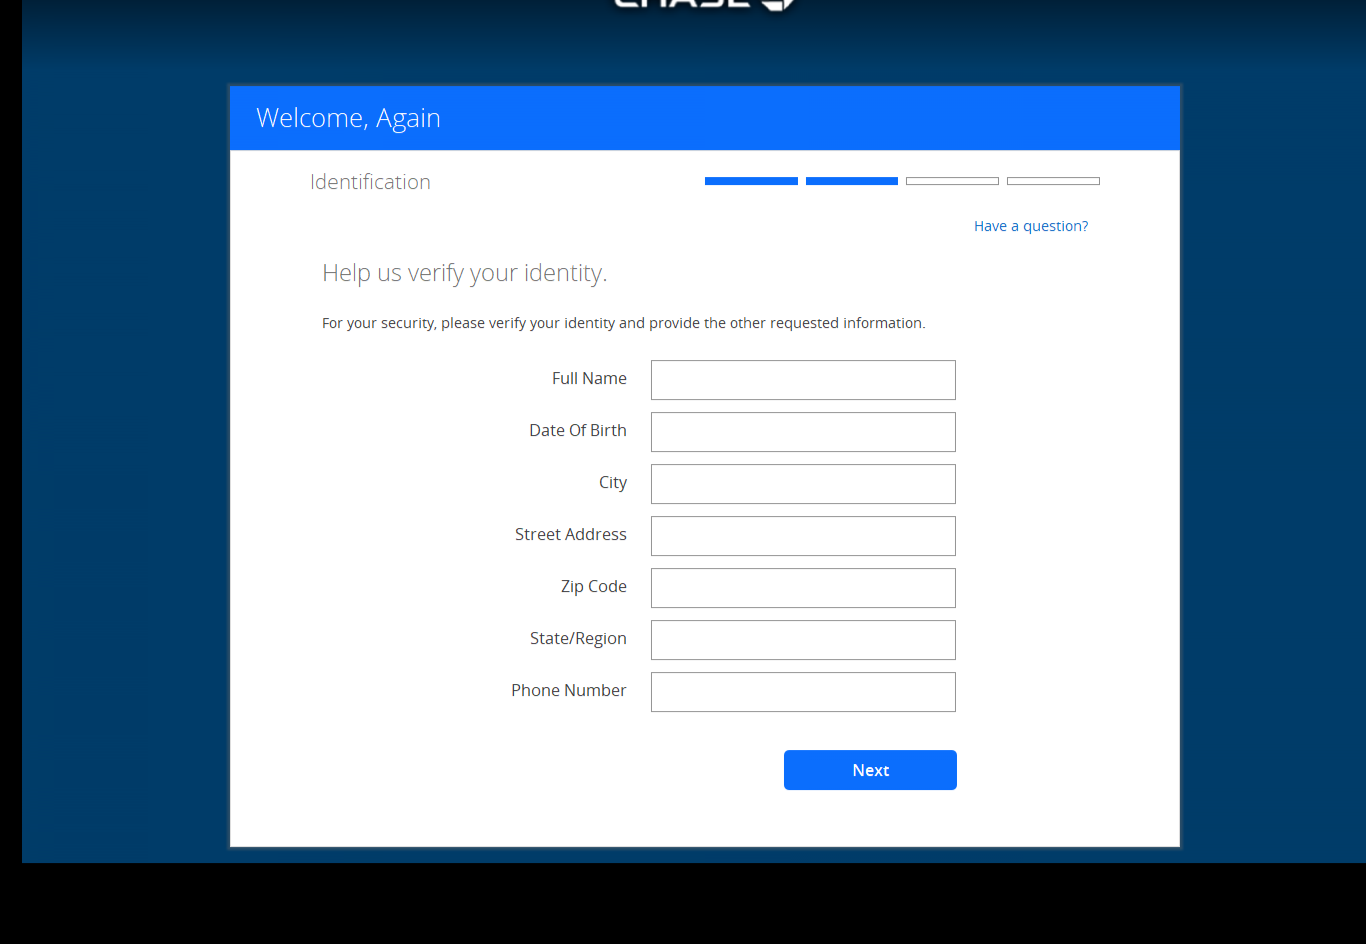 CHASE
Welcome, Again
Identification
Have a question?
Help us verify your identity.
For your security, please verify your identity and provide the other requested information.
Full Name
Date Of Birth
City
Street Address
Zip Code
State/Region
Phone Number
Next